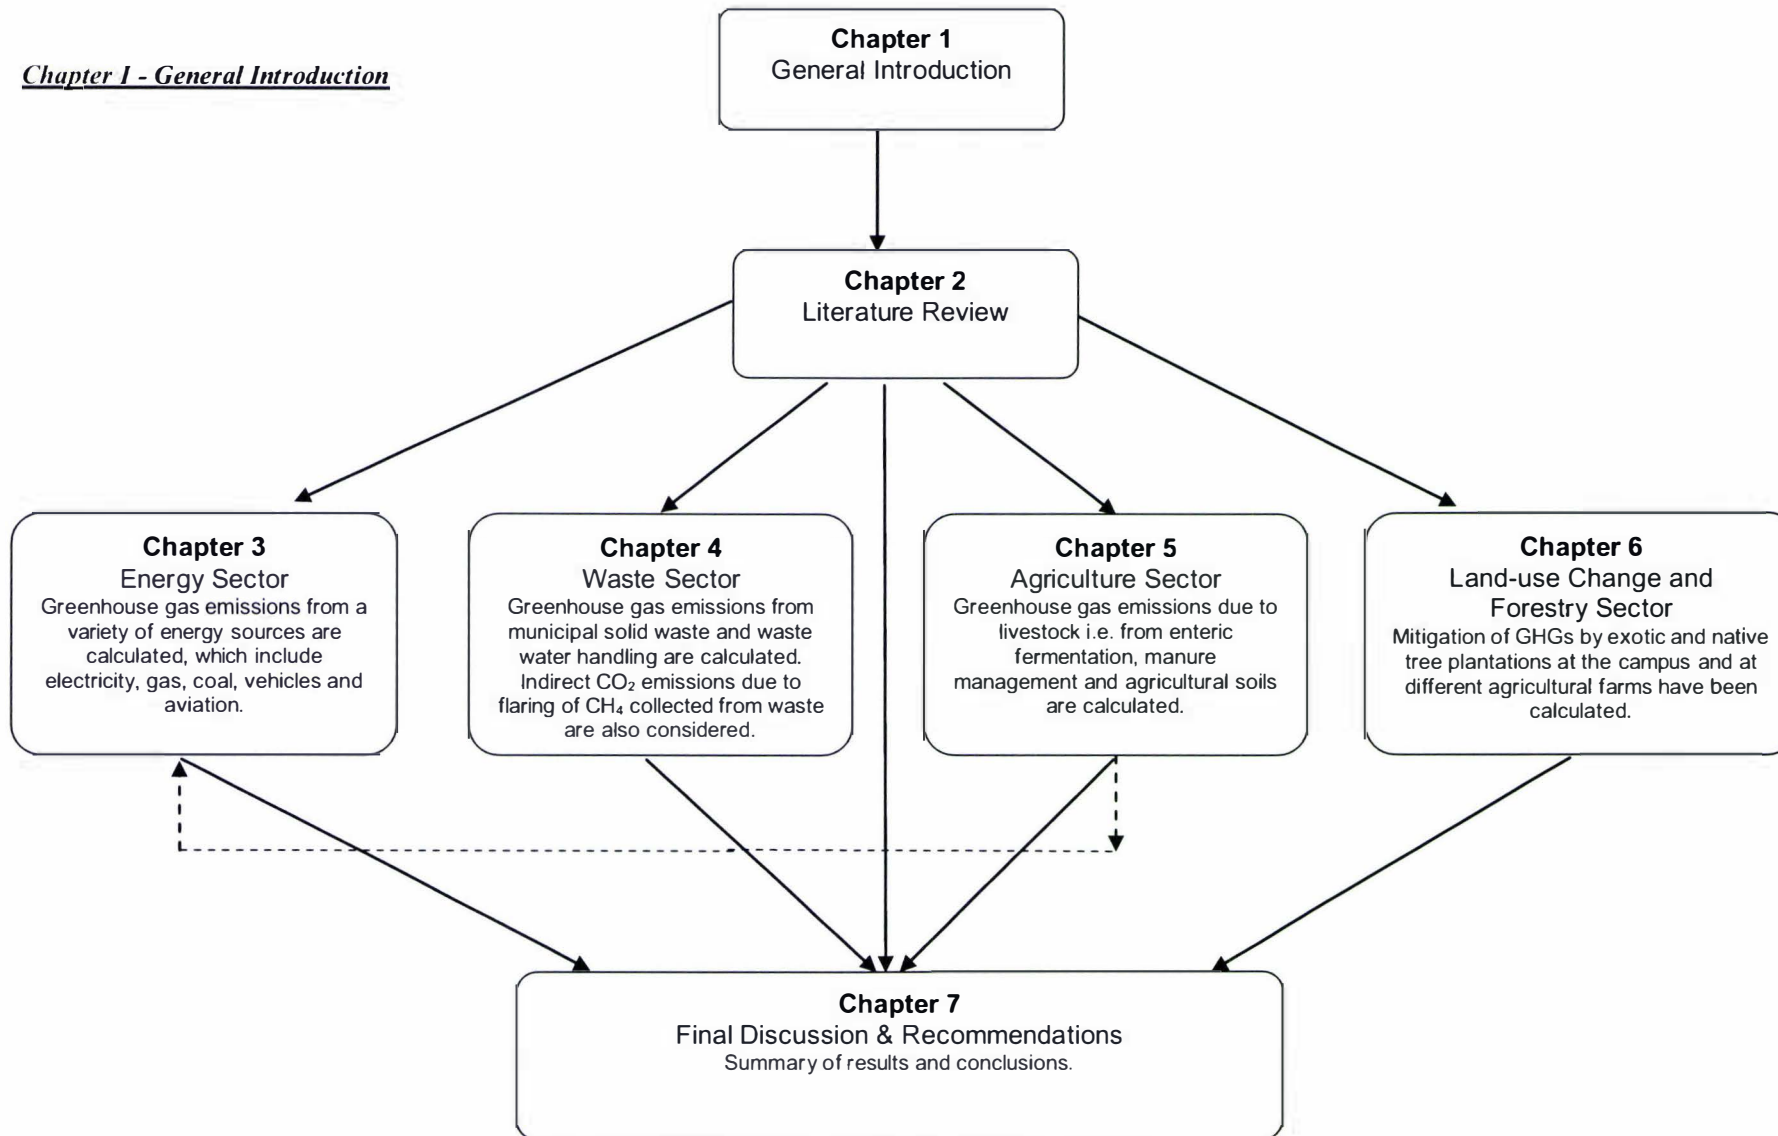 Chapter I - General Introduction
Chapter 1
General Introduction
Chapter 2
Literature Review
Chapter 3
Energy Sector
Greenhouse gas emissions from a
variety of energy sources are
calculated, which include
electricity, gas, coal, vehicles and
aviation.
Chapter 4
Waste Sector
Greenhouse gas emissions from
municipal solid waste and waste
water handling are calculated.
Indirect CO₂ emissions due to
flaring of CH₄ collected from waste
are also considered.
Chapter 5
Agriculture Sector
Greenhouse gas emissions due to
livestock i.e. from enteric
fermentation, manure
management and agricultural soils
are calculated.
Chapter 6
Land-use Change and
Forestry Sector
Mitigation of GHGs by exotic and native
tree plantations at the campus and at
different agricultural farms have been
calculated.
Chapter 7
Final Discussion & Recommendations
Summary of results and conclusions.